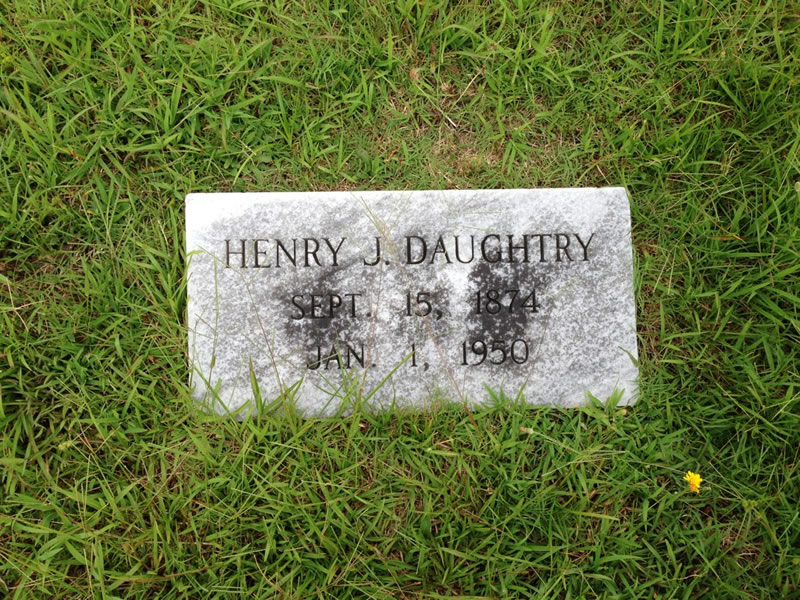 HENRY J. DAUGHTRY
SEPT. 15, 1874
JAN. 1, 1950